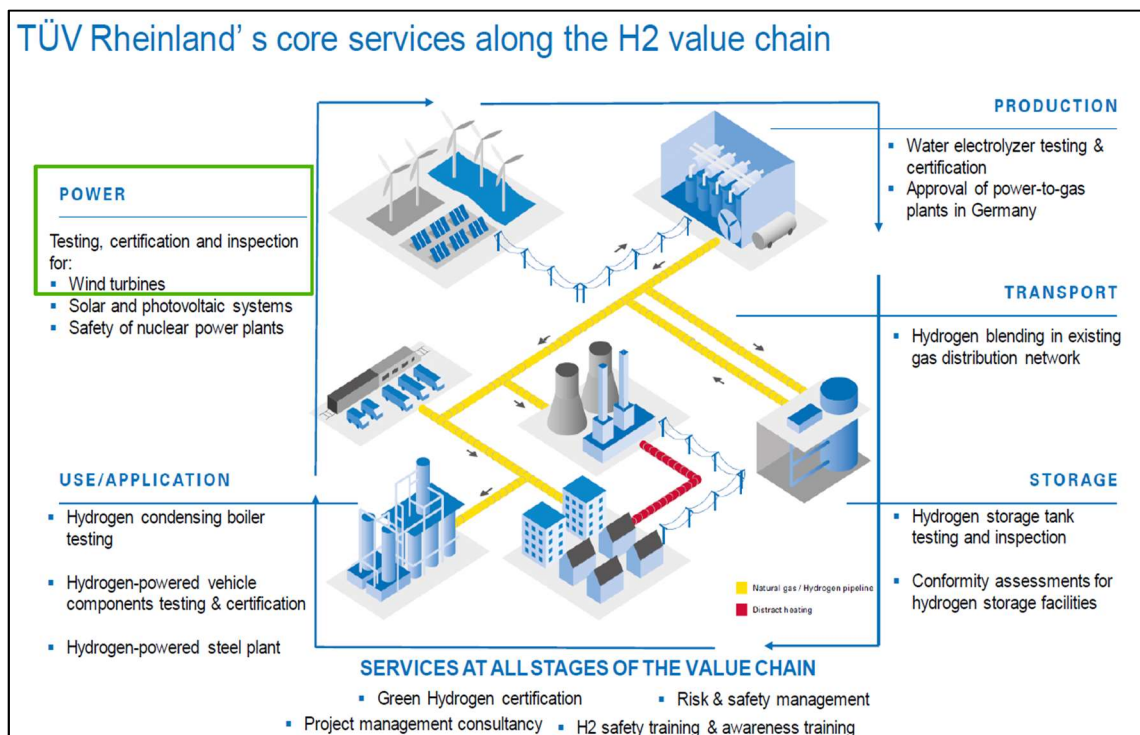 TÜV Rheinland' s core services along the H2 value chain
POWER
Testing, certification and inspection
for:
▪ Wind turbines
▪ Solar and photovoltaic systems
▪ Safety of nuclear power plants
PRODUCTION
▪ Water electrolyzer testing &
certification
▪ Approval of power-to-gas
plants in Germany
TRANSPORT
▪ Hydrogen blending in existing
gas distribution network
USE/APPLICATION
▪ Hydrogen condensing boiler
testing
▪ Hydrogen-powered vehicle
components testing & certification
▪ Hydrogen-powered steel plant
STORAGE
▪ Hydrogen storage tank
testing and inspection
▪ Conformity assessments for
hydrogen storage facilities
Natural gas / Hydrogen pipeline
Distract heating
SERVICES AT ALL STAGES OF THE VALUE CHAIN
▪ Green Hydrogen certification
▪ Risk & safety management
▪ Project management consultancy
▪ H2 safety training & awareness training